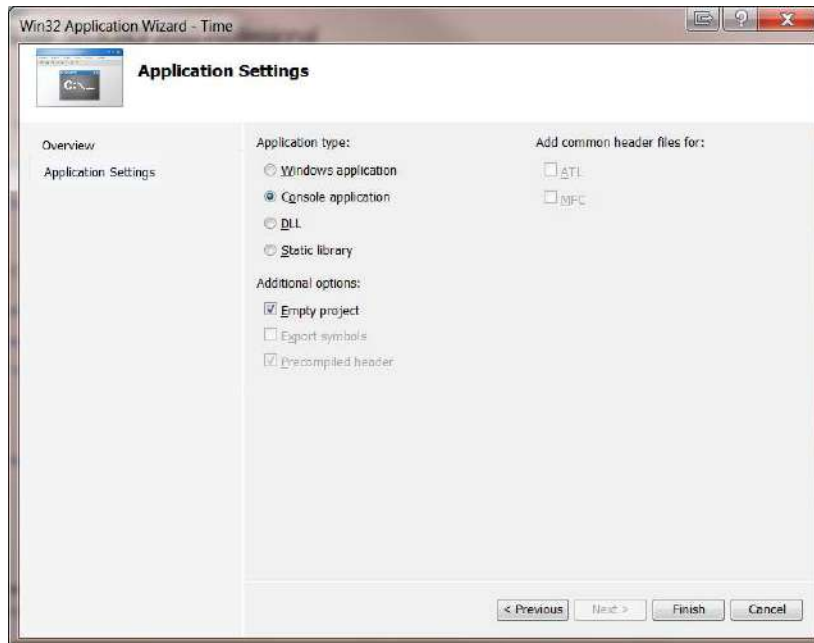 Win32 Application Wizard - Time
Application Settings
C:\_
Overview
Application Settings
Application type:
Windows application
Console application
DLL
Static library
Additional options:
Empty project
Export symbols
Precompiled header
Add common header files for:
ATL
MFC
< Previous
Next >
Finish
Cancel